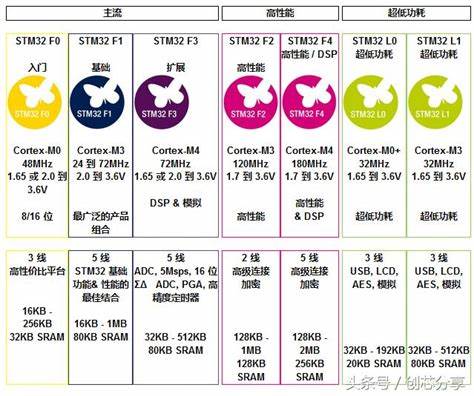 主流
高性能
超低功耗
STM32 F0
入门
STM32 F0
Cortex-M0
48MHz
1.65 或 2.0 到
3.6V
8/16 位
STM32 F1
基础
STM32 F1
Cortex-M3
24 到 72MHz
2.0 到 3.6V
最广泛的产品
组合
STM32 F3
扩展
STM32 F3
Cortex-M4
72MHz
1.65 或 2.0 到
3.6V
DSP & 模拟
STM32 F2
高性能
STM32 F2
Cortex-M3
120MHz
1.7 到 3.6V
高性能
STM32 F4
高性能 / DSP
STM32 F4
Cortex-M4
180MHz
1.7 到 3.6V
高性能
& DSP
STM32 L0
超低功耗
STM32 L0
Cortex-M0+
32MHz
1.65 到 3.6V
超低功耗
STM32 L1
超低功耗
STM32 L1
Cortex-M3
32MHz
1.65 到 3.6V
超低功耗
3 线
高性价比平台
16KB -
256KB
32KB SRAM
5 线
STM32 基础
功能& 性能的
最佳结合
16KB - 1MB
80KB SRAM
5 线
ADC, 5Msps, 16 位
ΣΔ ADC, PGA, 高
精度定时器
32KB - 512KB
80KB SRAM
2 线
高级连接
加密
128KB -
1MB
128KB
SRAM
5 线
高级连接
加密
128KB -
2MB
256KB
SRAM
3 线
USB, LCD,
AES, 模拟
32KB - 192KB
20KB SRAM
3 线
USB, LCD,
AES, 模拟
32KB - 512KB
80KB SRAM
头条号 / 创芯分享